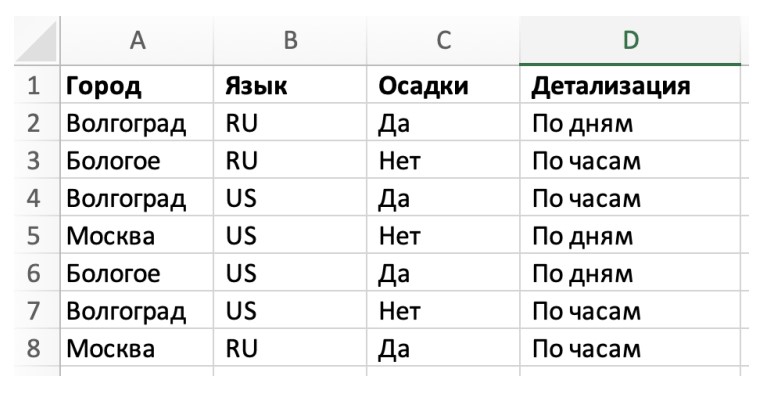 A B C D
1 Город Язык Осадки Детализация
2 Волгоград RU Да По дням
3 Бологое RU Нет По часам
4 Волгоград US Да По часам
5 Москва US Нет По дням
6 Бологое US Да По дням
7 Волгоград US Нет По часам
8 Москва RU Да По часам